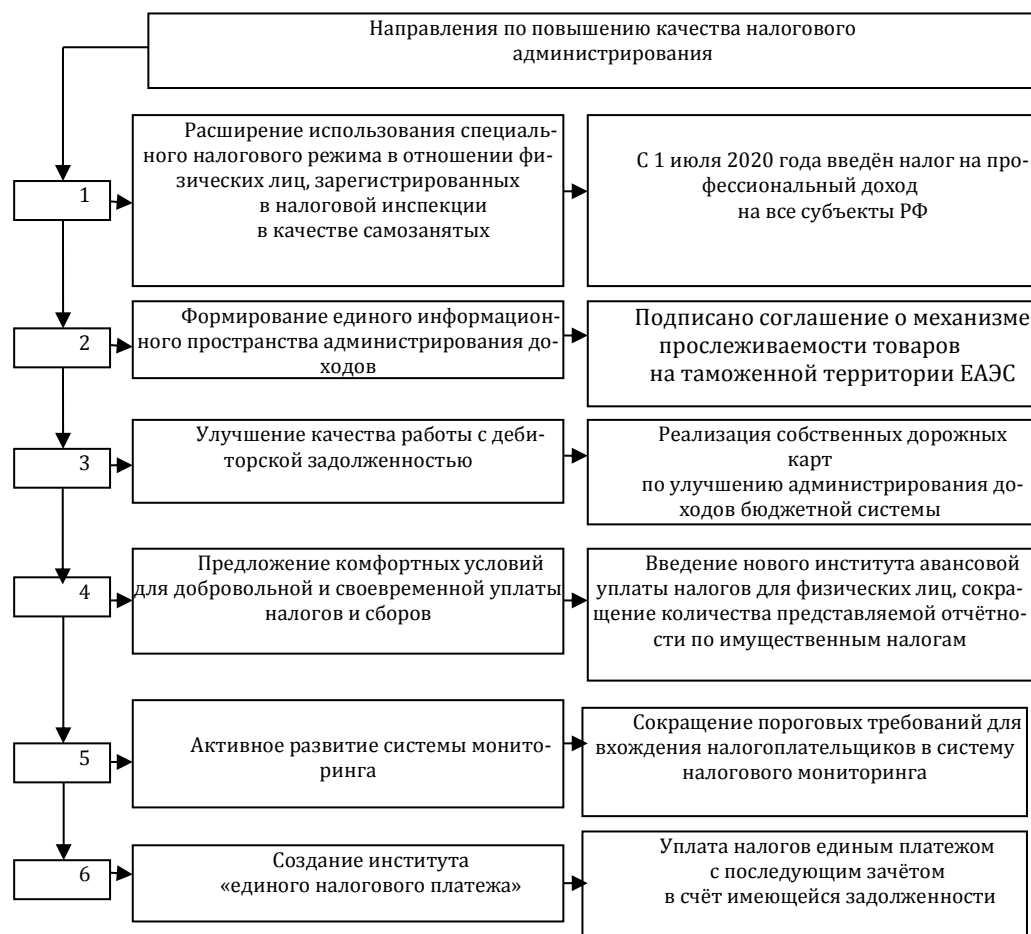 Направления по повышению качества налогового
администрирования
1
Расширение использования специаль-
ного налогового режима в отношении фи-
зических лиц, зарегистрированных
в налоговой инспекции
в качестве самозанятых
С 1 июля 2020 года введён налог на про-
фессиональный доход
на все субъекты РФ
2
Формирование единого информацион-
ного пространства администрирования до-
ходов
Подписано соглашение о механизме
прослеживаемости товаров
на таможенной территории ЕАЭС
3
Улучшение качества работы с деби-
торской задолженностью
Реализация собственных дорожных
карт
по улучшению администрирования до-
ходов бюджетной системы
4
Предложение комфортных условий
для добровольной и своевременной уплаты
налогов и сборов
Введение нового института авансовой
уплаты налогов для физических лиц, сокра-
щение количества представляемой отчётно-
сти по имущественным налогам
5
Активное развитие системы монито-
ринга
Сокращение пороговых требований для
вхождения налогоплательщиков в систему
налогового мониторинга
6
Создание института
«единого налогового платежа»
Уплата налогов единым платежом
с последующим зачётом
в счёт имеющейся задолженности